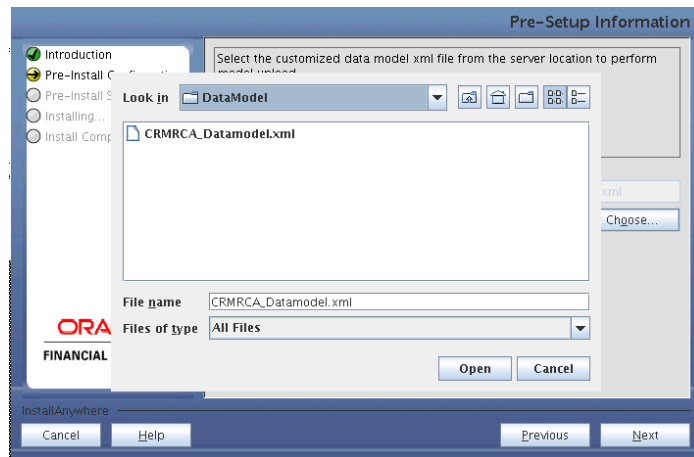 Pre-Setup Information
Introduction
Select the customized data model xml file from the server location to perform
Pre-Install
Pre-Install S
Installing...
Install Comp
Look in
DataModel
CRMRCA_Datamodel.xml
xml
Choose...
File name
CRMRCA_Datamodel.xml
Files of type
All Files
ORA
FINANCIAL
Open
Cancel
InstallAnywhere
Cancel
Help
Previous
Next